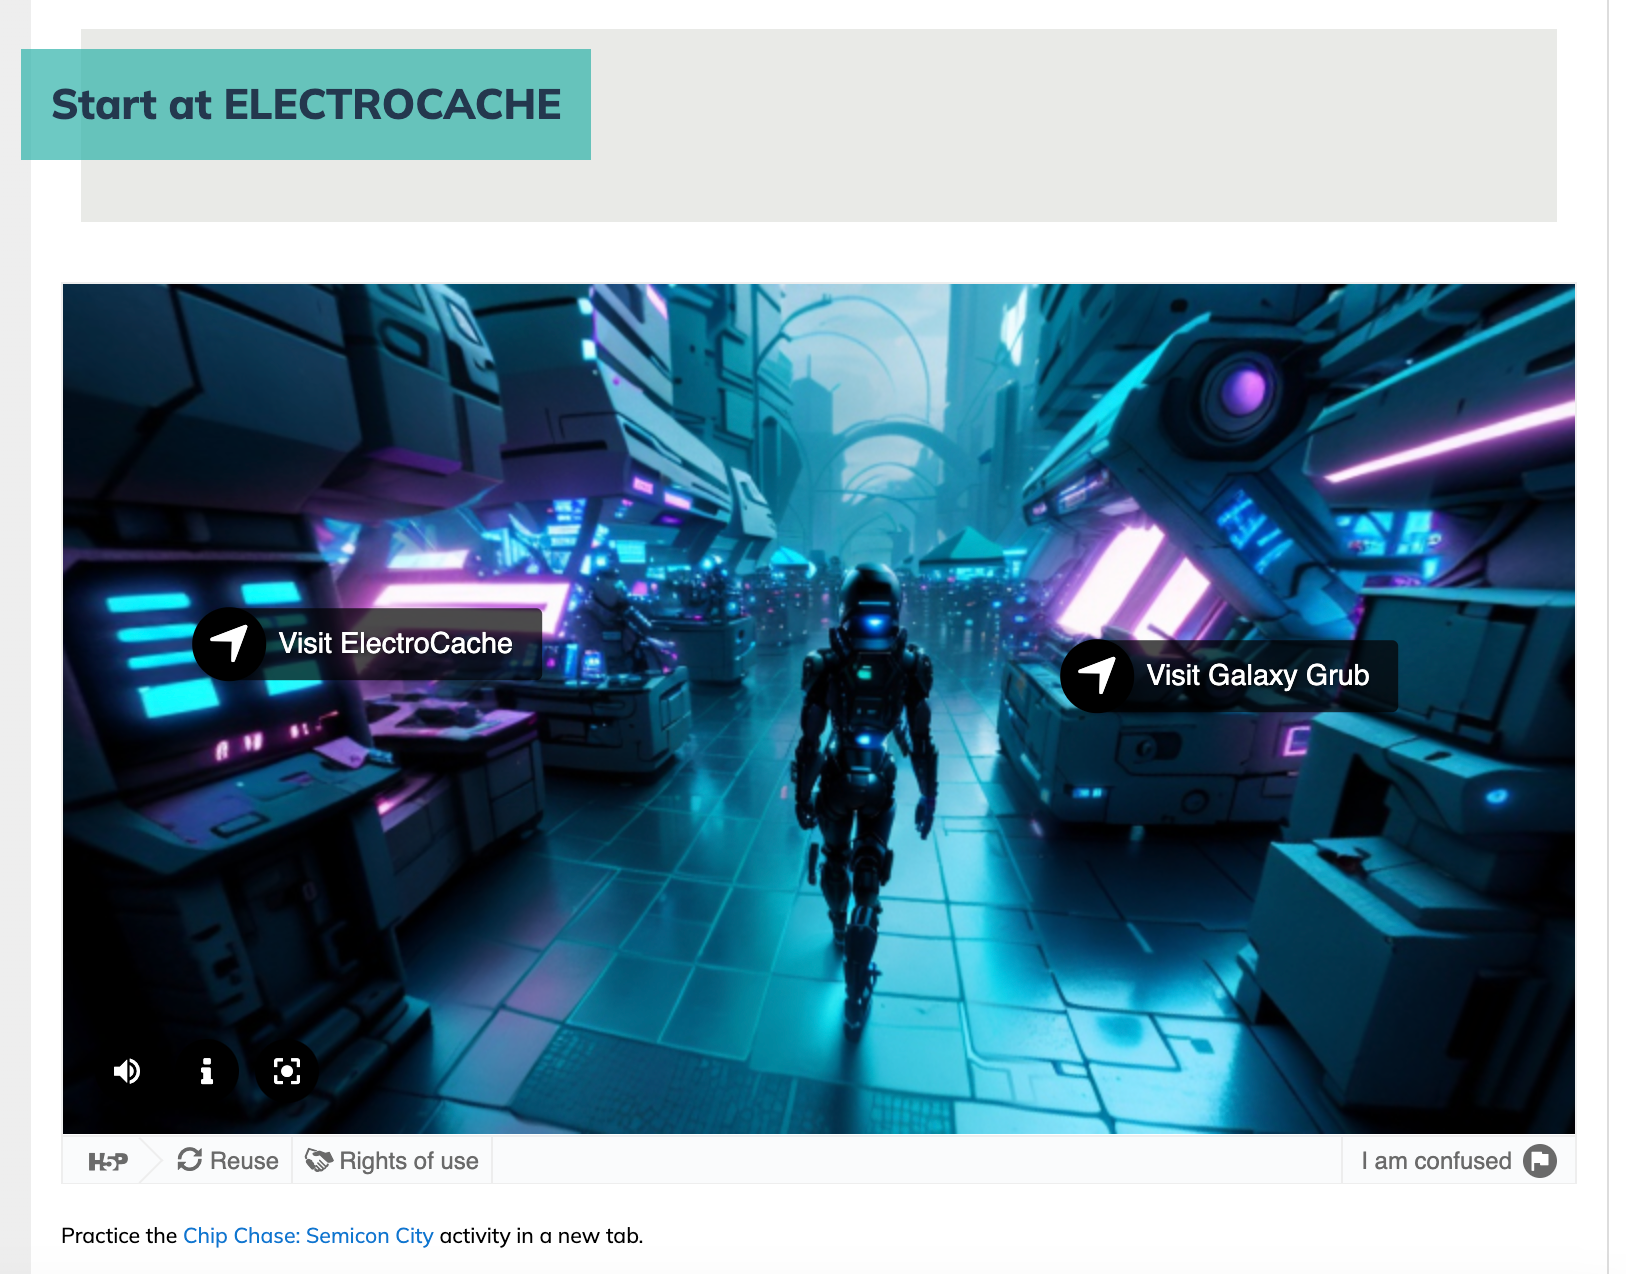 Start at ELECTROCACHE
Visit ElectroCache
Visit Galaxy Grub
H5P
Reuse
Rights of use
I am confused
Practice the Chip Chase: Semicon City activity in a new tab.